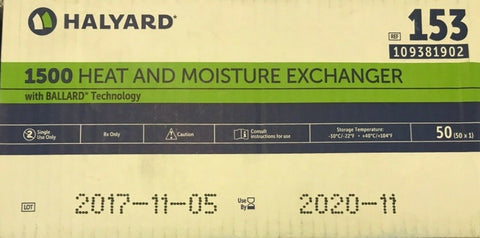 HALYARD*
REF 153
109381902
1500 HEAT AND MOISTURE EXCHANGER
with BALLARD* Technology
2 Single Use Only
Rx Only
Caution
Consult instructions for use
Storage Temperature:
-30°C/-22°F • +40°C/+104°F
50 (50 x 1)
LOT 2017-11-05
Use By 2020-11